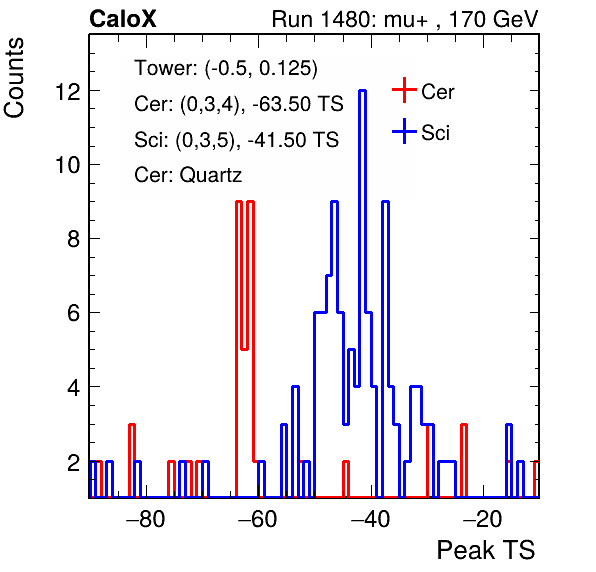 CaloX Run 1480: mu+ , 170 GeV
Counts
Tower: (-0.5, 0.125)
Cer: (0,3,4), -63.50 TS
Sci: (0,3,5), -41.50 TS
Cer: Quartz
Cer
Sci
12
10
8
6
4
2
−80 −60 −40 −20
Peak TS